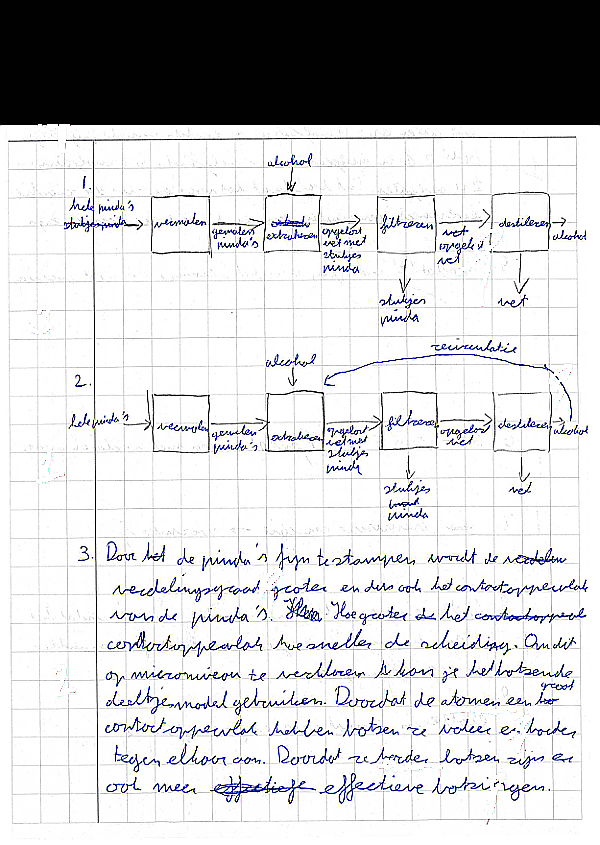 alcohol
1.
hele pinda's
stukjes pinda
vermalen
gemalen pinda's
extraheren
opgelost vet met stukjes pinda
filtreren
vet opgelost vet
destileren
alcohol
stukjes pinda
vet
recirculatie
alcohol
2.
hele pinda's
vermalen
gemalen pinda's
extraheren
opgelost vet met stukjes pinda
filtreren
opgelost vet
destileren
alcohol
stukjes
pinda
vet
3. Door het de pinda's fijn te stampen wordt de verdelin
verdelingsgraad groter en dus ook het contactoppervlak
van de pinda's. Hoe groter de het contactoppervl
contactoppervlak hoe sneller de scheiding. Om dit
op microniveau te verklaren kan je het botsende
deeltjesmodel gebruiken. Doordat de atomen een groot
contactoppervlak hebben botsen ze vaker en harder
tegen elkaar aan. Doordat ze harder botsen zijn er
ook meer effectiefe effectieve botsingen.